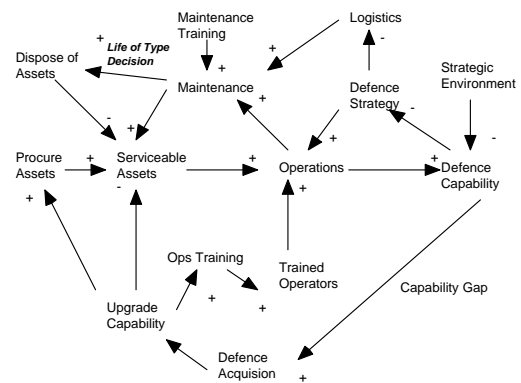 Maintenance
Training
Logistics
+
Life of Type
Decision
+
-
Dispose of
Assets
+
Strategic
Environment
Maintenance
+
Defence
Strategy
-
-
+
+
-
Procure
Assets
+
Serviceable
Assets
+
Operations
+
Defence
Capability
+
-
+
Ops Training
Trained
Operators
Capability Gap
+
+
Upgrade
Capability
Defence
Acquision
+